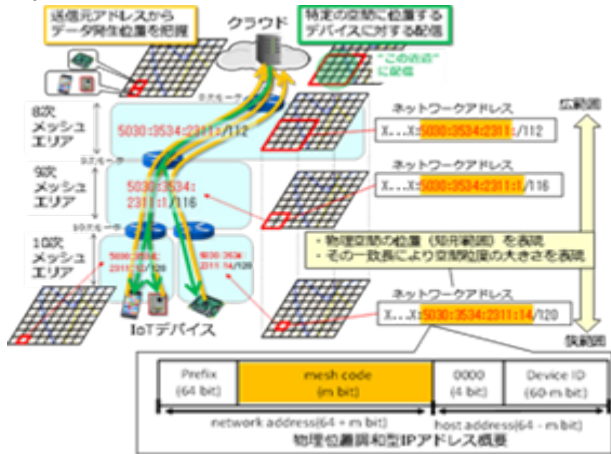 送信元アドレスから
データ発生位置を把握
クラウド
特定の空間に位置する
デバイスに対する配信
"この近辺"
に配信
8次
メッシュ
エリア
5030:3534:2311:/112
ネットワークアドレス
X...X:5030:3534:2311:/112
広範囲
9次
メッシュ
エリア
5030:3534:
2311:1/116
ネットワークアドレス
X...X:5030:3534:2311:1/116
10次
メッシュ
エリア
5030:3534:
2311:14/120
・物理空間の位置（矩形範囲）を表現
・その一致長により空間粒度の大きさを表現
ネットワークアドレス
X...X:5030:3534:2311:14/120
狭範囲
IoTデバイス
Prefix
(64 bit)
mesh code
(m bit)
0000
(4 bit)
Device ID
(60-m bit)
network address(64 + m bit)
host address(64 - m bit)
物理位置調和型IPアドレス概要